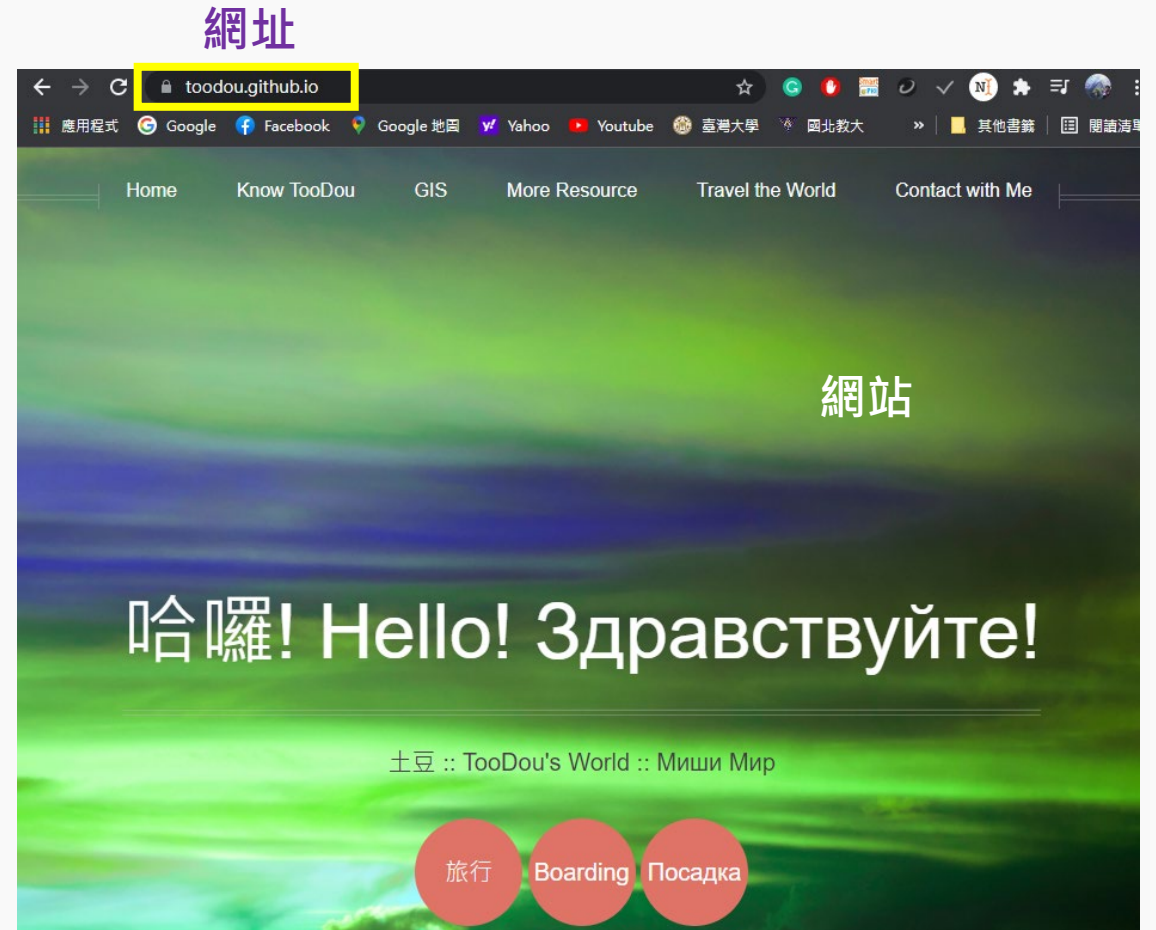 網址
toodou.github.io
應用程式 Google Facebook Google 地圖 Yahoo Youtube 臺灣大學 國北教大 » 其他書籤 閱讀清單
Home Know TooDou GIS More Resource Travel the World Contact with Me
網站
哈囉! Hello! Здравствуйте!
土豆 :: TooDou's World :: Миши Мир
旅行 Boarding Посадка